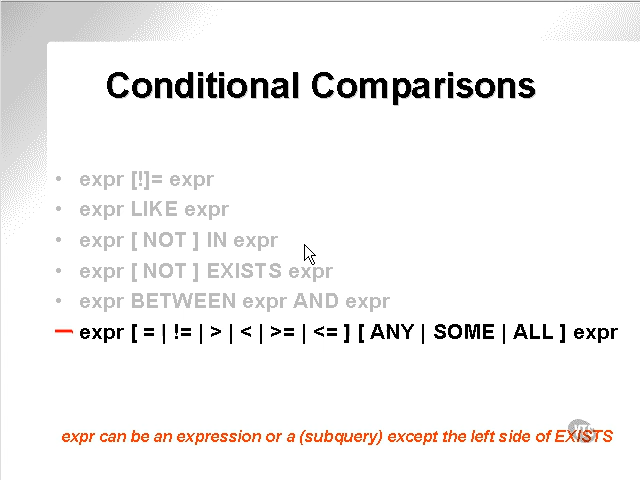 Conditional Comparisons
• expr [!]= expr
• expr LIKE expr
• expr [ NOT ] IN expr
• expr [ NOT ] EXISTS expr
• expr BETWEEN expr AND expr
expr [ = | != | > | < | >= | <= ] [ ANY | SOME | ALL ] expr
expr can be an expression or a (subquery) except the left side of EXISTS